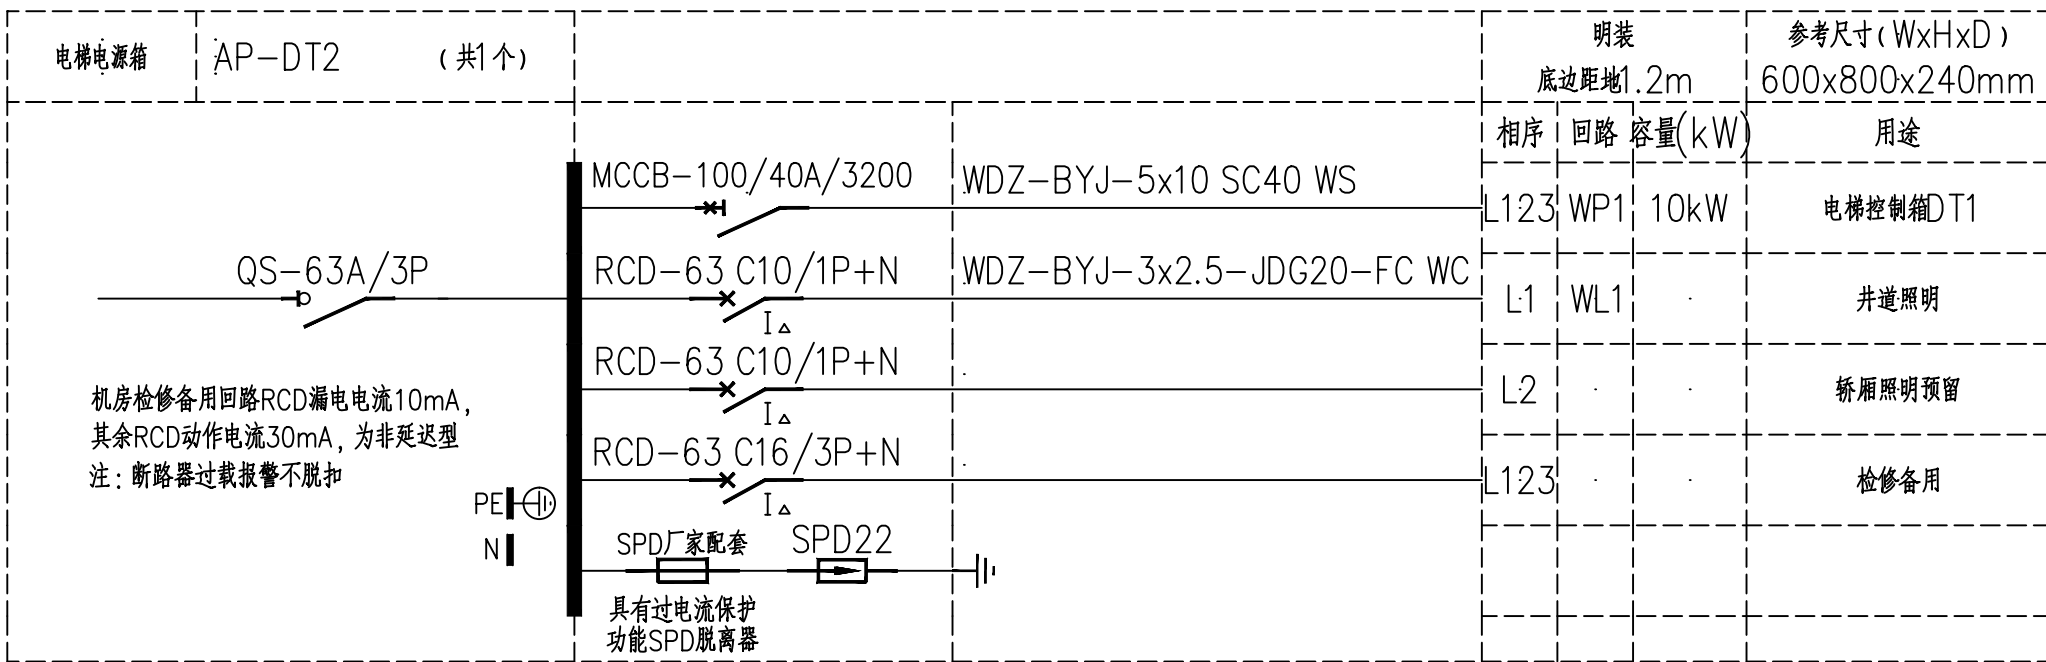 电梯电源箱
AP-DT2
(共1个)
明装
底边距地1.2m
参考尺寸(WxHxD)
600x800x240mm
相序
回路
容量(kW)
用途
MCCB-100/40A/3200
WDZ-BYJ-5x10 SC40 WS
L123
WP1
10kW
电梯控制箱DT1
QS-63A/3P
RCD-63 C10/1P+N
WDZ-BYJ-3x2.5-JDG20-FC WC
I△
L1
WL1
井道照明
RCD-63 C10/1P+N
I△
L2
轿厢照明预留
机房检修备用回路RCD漏电电流10mA,
其余RCD动作电流30mA, 为非延迟型
注:断路器过载报警不脱扣
RCD-63 C16/3P+N
I△
L123
检修备用
PE
N
SPD厂家配套
SPD22
具有过电流保护
功能SPD脱离器